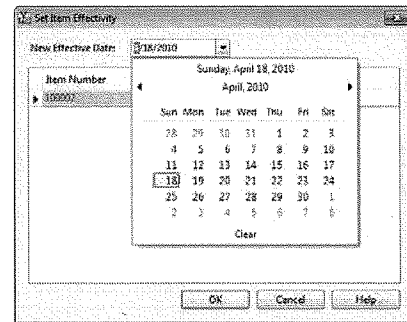 Set Item Effectivity
New Effective Date: 4/18/2010
Sunday, April 18, 2010
April, 2010
Item Number
100002
Sun Mon Tue Wed Thu Fri Sat
28 29 30 31 1 2 3
4 5 6 7 8 9 10
11 12 13 14 15 16 17
18 19 20 21 22 23 24
25 26 27 28 29 30 1
2 3 4 5 6 7 8
Clear
OK Cancel Help